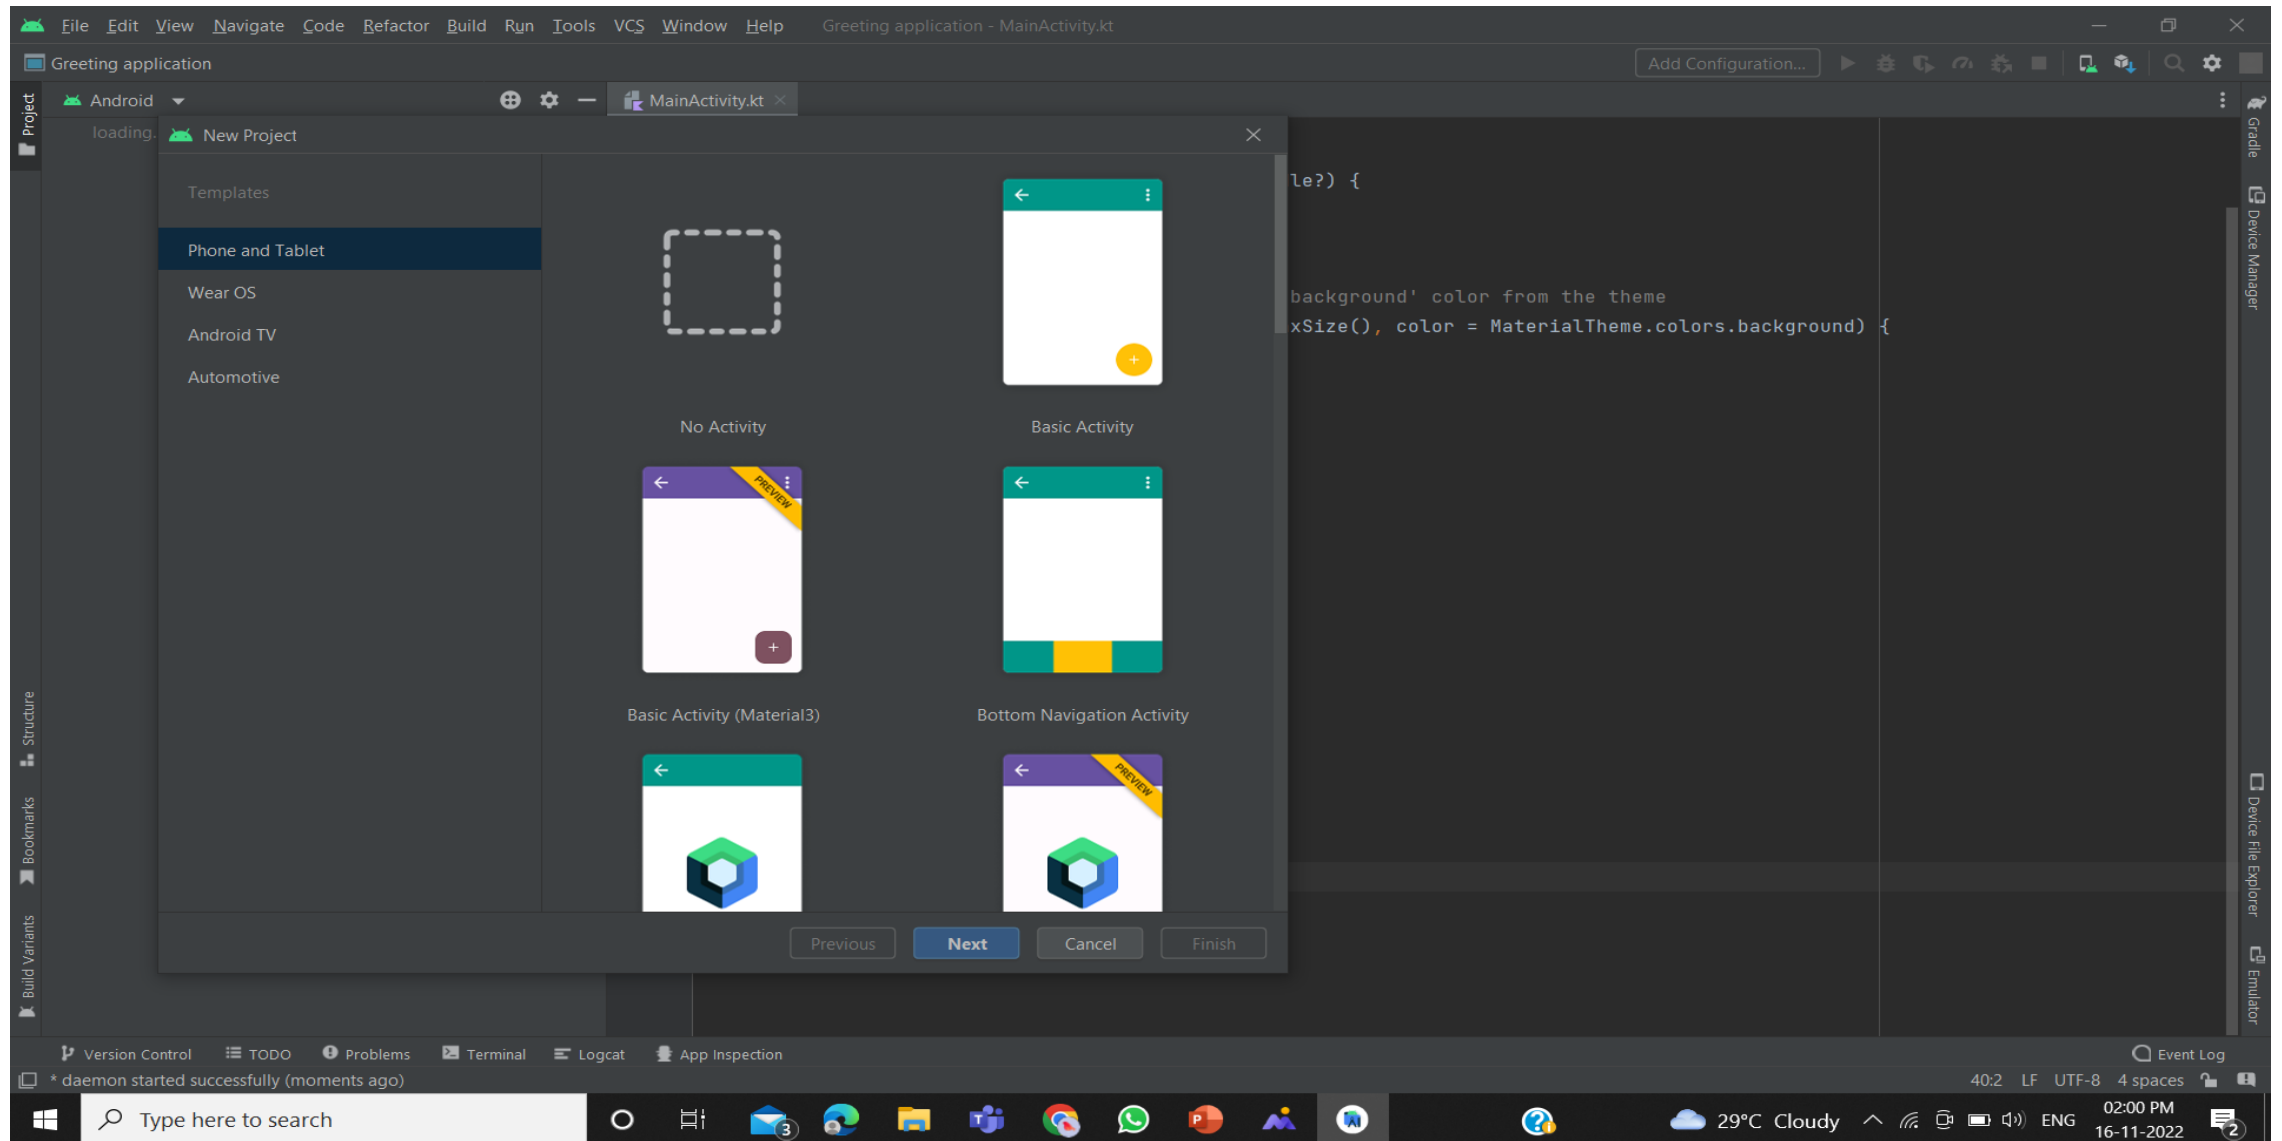 File Edit View Navigate Code Refactor Build Run Tools VCS Window Help Greeting application - MainActivity.kt
Greeting application
Add Configuration...
Project
Android
MainActivity.kt
loading.
New Project
Templates
Phone and Tablet
Wear OS
Android TV
Automotive
No Activity
Basic Activity
PREVIEW
Basic Activity (Material3)
Bottom Navigation Activity
PREVIEW
Previous Next Cancel Finish
le?) {
background' color from the theme
xSize(), color = MaterialTheme.colors.background) {
Gradle
Device Manager
Device File Explorer
Emulator
Structure
Bookmarks
Build Variants
Version Control TODO Problems Terminal Logcat App Inspection
Event Log
* daemon started successfully (moments ago)
40:2 LF UTF-8 4 spaces
Type here to search
3
29°C Cloudy
ENG
02:00 PM
16-11-2022
2